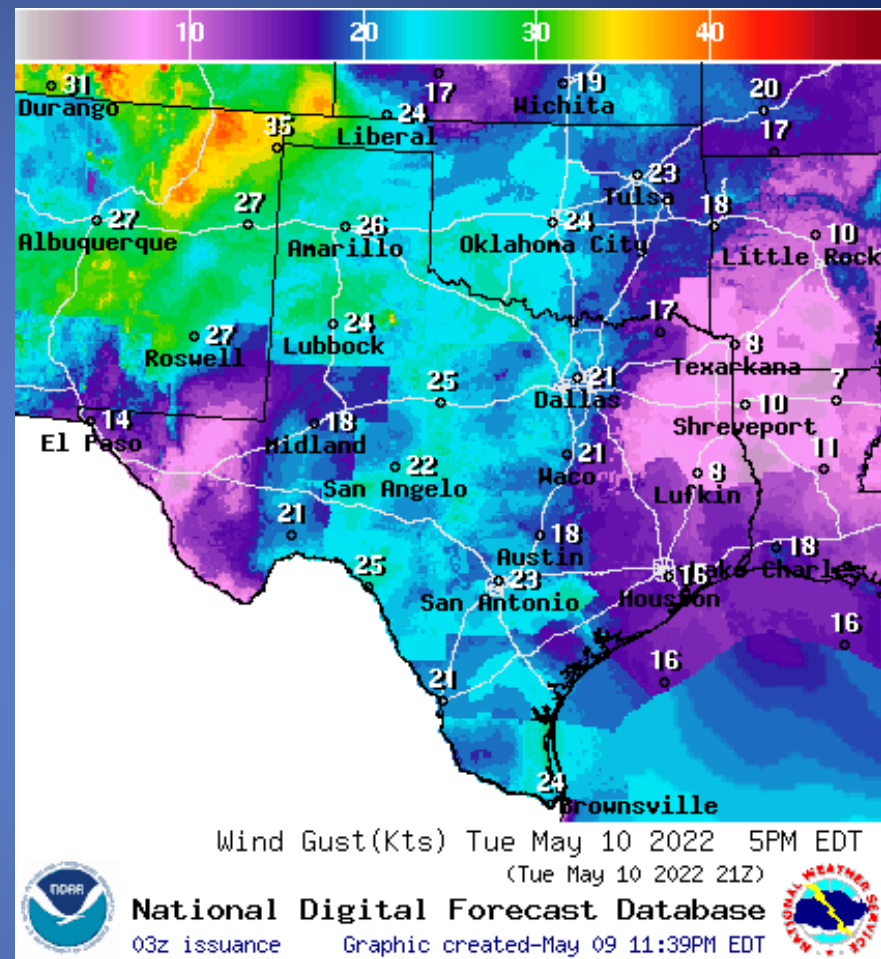 10 20 30 40
31
Durango
17
19
Wichita
24
Liberal
20
17
35
23
Tulsa
27
Albuquerque
27
26
Amarillo
24
Oklahoma City
18
10
Little Rock
27
Roswell
24
Lubbock
17
8
Texarkana
21
Dallas
25
10
Shreveport
7
14
El Paso
18
Midland
22
San Angelo
21
Waco
8
Lufkin
11
21
18
Austin
18
Lake Charles
25
23
San Antonio
16
Houston
16
16
21
24
Brownsville
Wind Gust(Kts) Tue May 10 2022 5PM EDT
(Tue May 10 2022 21Z)
National Digital Forecast Database
03z issuance Graphic created-May 09 11:39PM EDT
NOAA
NATIONAL WEATHER SERVICE